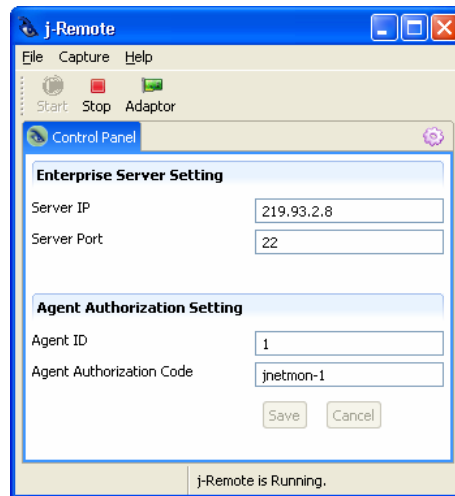 j-Remote
File Capture Help
Start Stop Adaptor
Control Panel
Enterprise Server Setting
Server IP 219.93.2.8
Server Port 22
Agent Authorization Setting
Agent ID 1
Agent Authorization Code jnetmon-1
Save Cancel
j-Remote is Running.